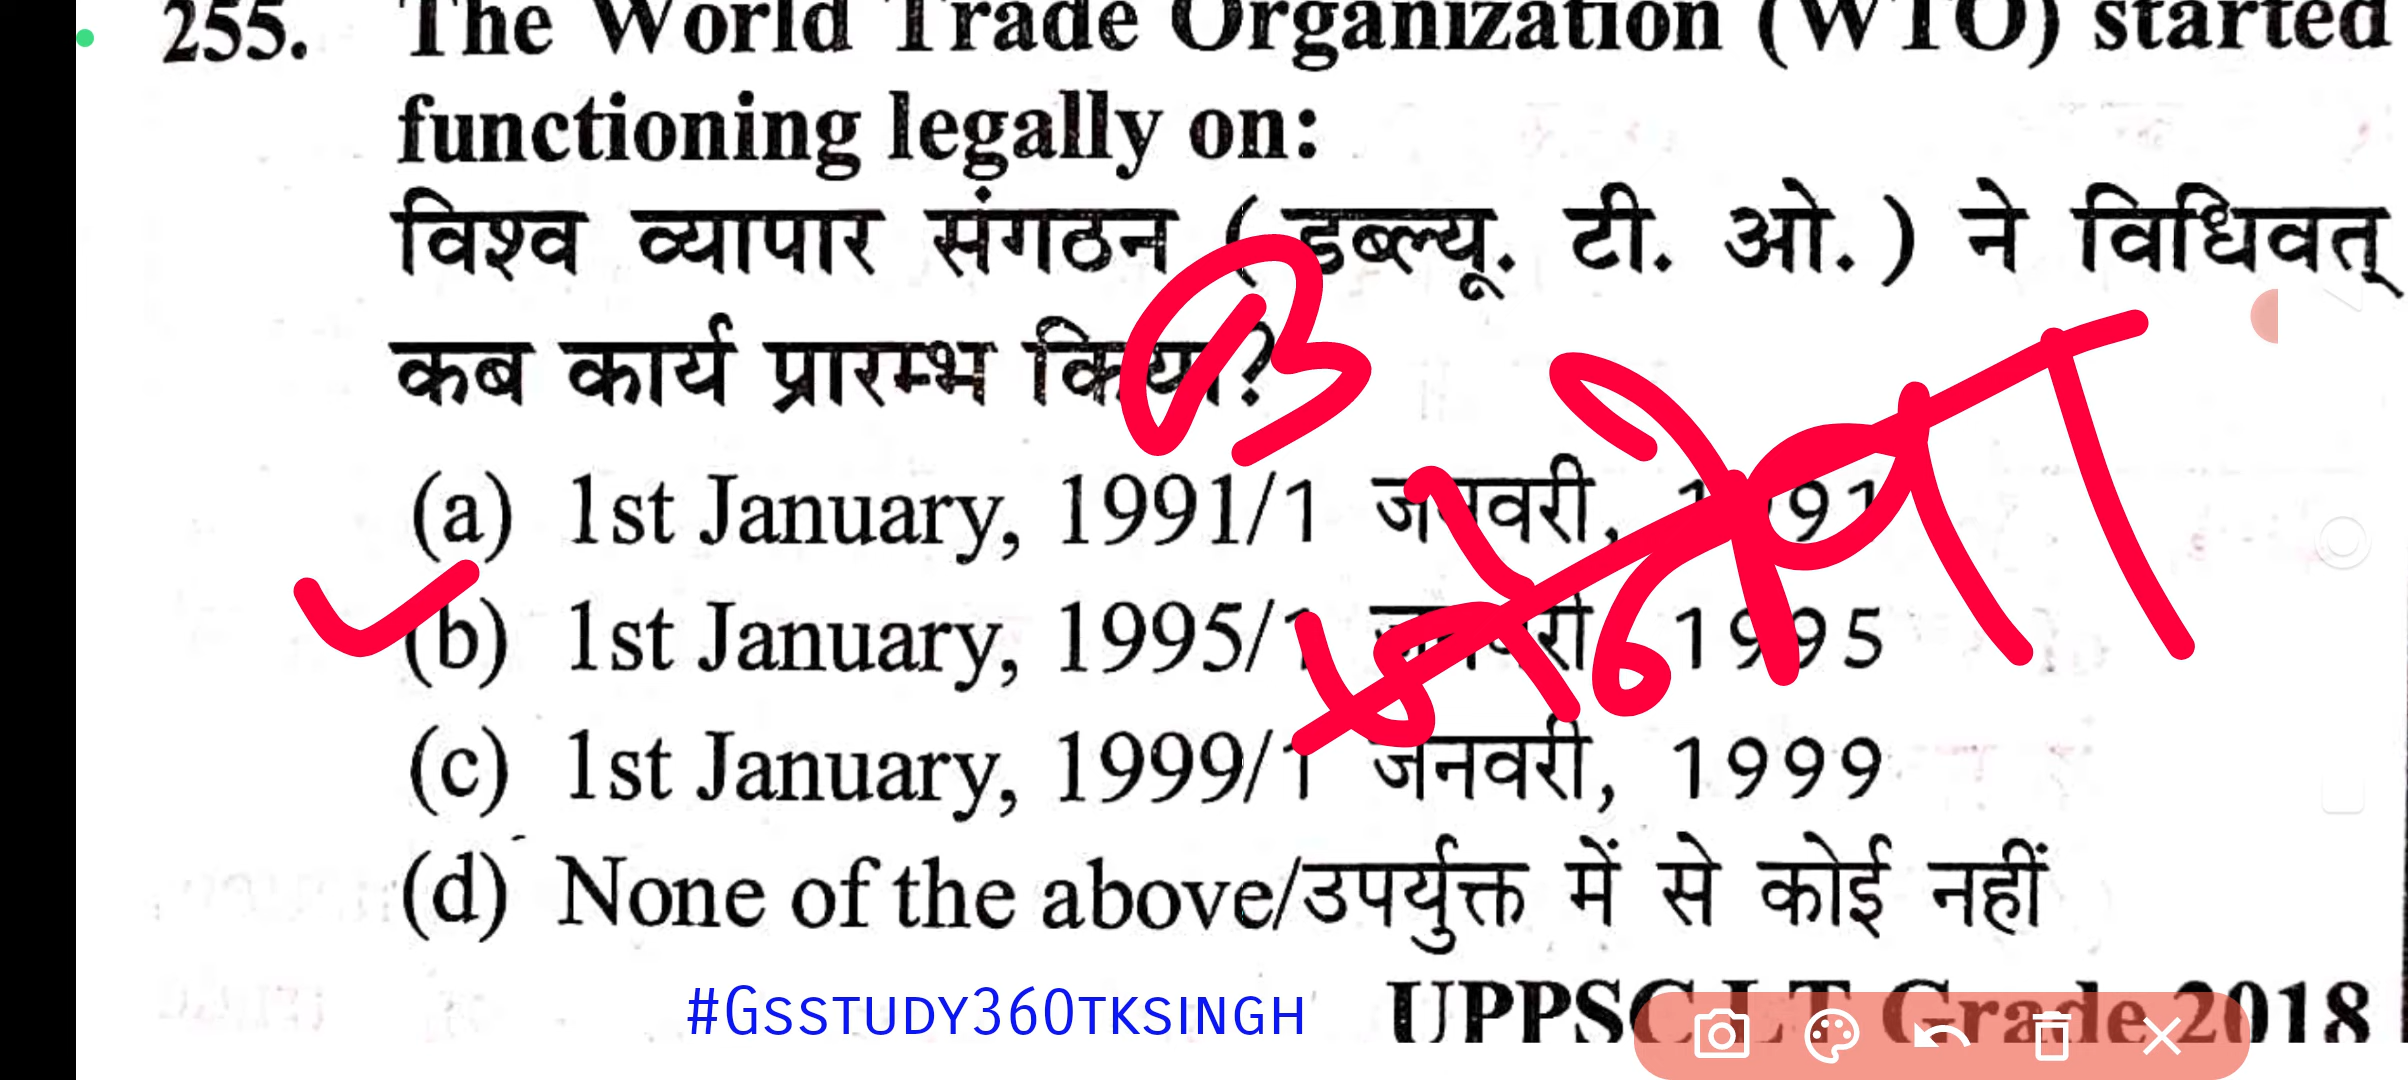 255. The World Trade Organization (WTO) started
functioning legally on:
विश्व व्यापार संगठन (डब्ल्यू. टी. ओ.) ने विधिवत्
कब कार्य प्रारम्भ किया?
(a) 1st January, 1991/1 जनवरी, 1991
(b) 1st January, 1995/1 जनवरी, 1995
(c) 1st January, 1999/1 जनवरी, 1999
(d) None of the above/उपर्युक्त में से कोई नहीं
#GSSTUDY360TKSINGH UPPSC LT Grade 2018